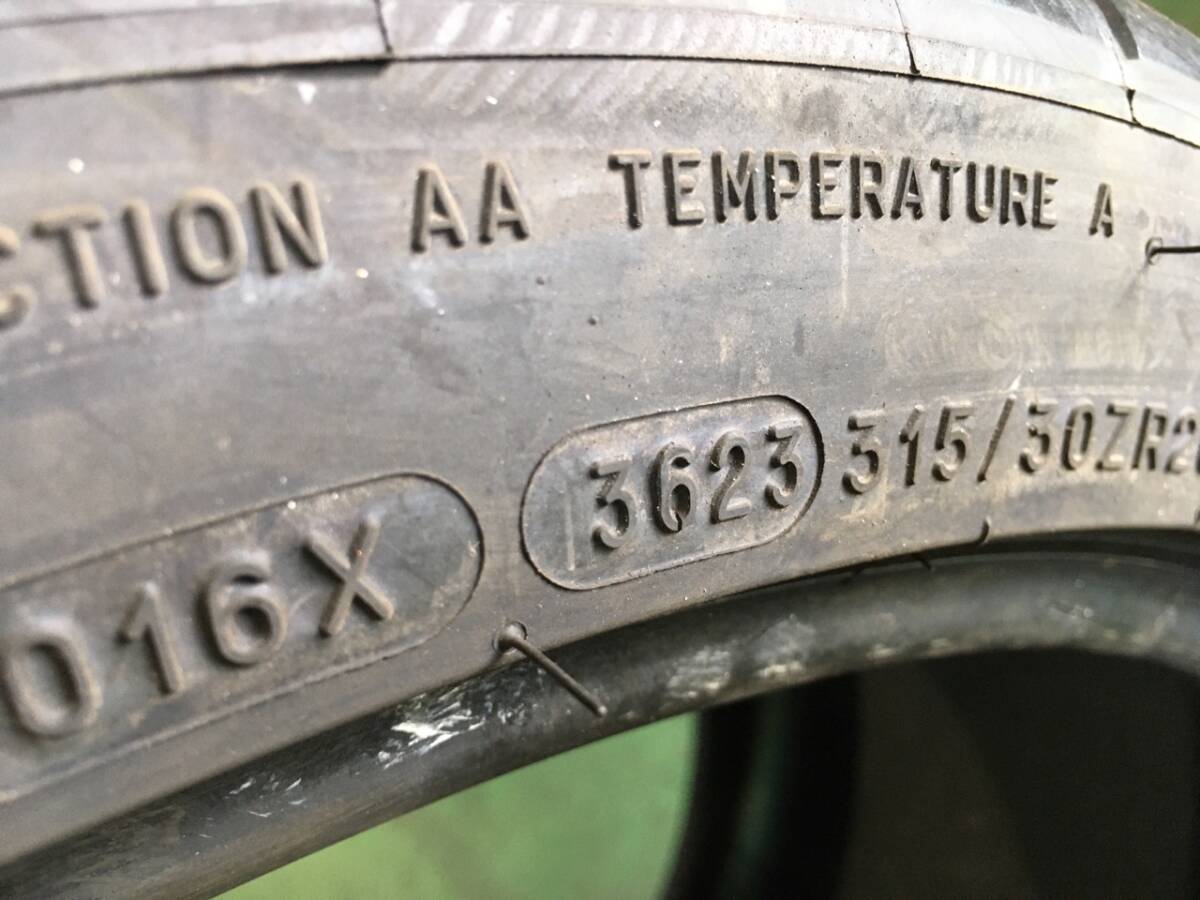 CTION AA TEMPERATURE A
016X 3623 315/30ZR2